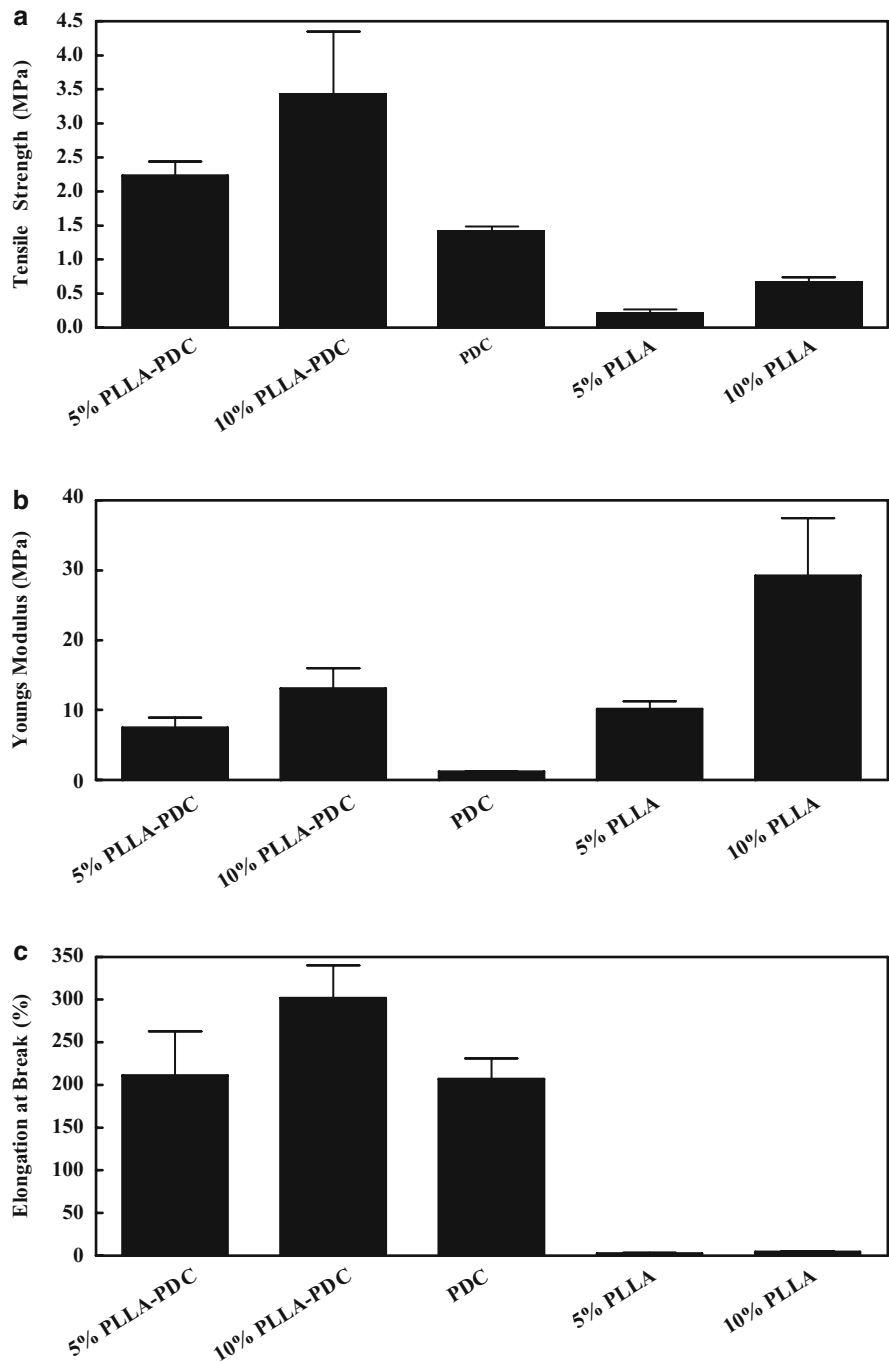 a
Tensile Strength (MPa)
4.5
4.0
3.5
3.0
2.5
2.0
1.5
1.0
0.5
0.0
5% PLLA-PDC
10% PLLA-PDC
PDC
5% PLLA
10% PLLA
b
Youngs Modulus (MPa)
40
30
20
10
0
5% PLLA-PDC
10% PLLA-PDC
PDC
5% PLLA
10% PLLA
c
Elongation at Break (%)
350
300
250
200
150
100
50
0
5% PLLA-PDC
10% PLLA-PDC
PDC
5% PLLA
10% PLLA